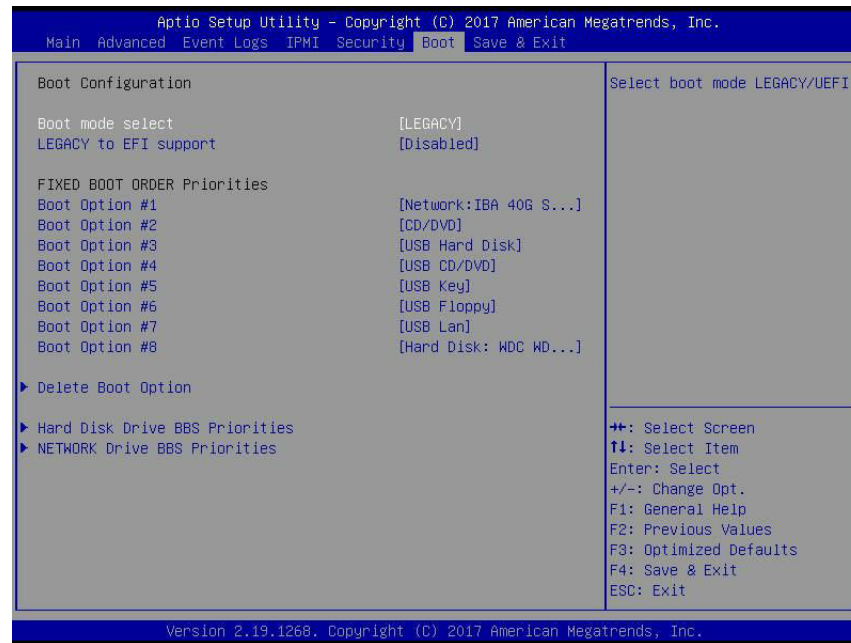 Aptio Setup Utility – Copyright (C) 2017 American Megatrends, Inc.
Main Advanced Event Logs IPMI Security Boot Save & Exit
Boot Configuration
Boot mode select [LEGACY]
LEGACY to EFI support [Disabled]
FIXED BOOT ORDER Priorities
Boot Option #1 [Network:IBA 40G S...]
Boot Option #2 [CD/DVD]
Boot Option #3 [USB Hard Disk]
Boot Option #4 [USB CD/DVD]
Boot Option #5 [USB Key]
Boot Option #6 [USB Floppy]
Boot Option #7 [USB Lan]
Boot Option #8 [Hard Disk: WDC WD...]
Delete Boot Option
Hard Disk Drive BBS Priorities
NETWORK Drive BBS Priorities
Select boot mode LEGACY/UEFI
→←: Select Screen
↑↓: Select Item
Enter: Select
+/-: Change Opt.
F1: General Help
F2: Previous Values
F3: Optimized Defaults
F4: Save & Exit
ESC: Exit
Version 2.19.1268. Copyright (C) 2017 American Megatrends, Inc.